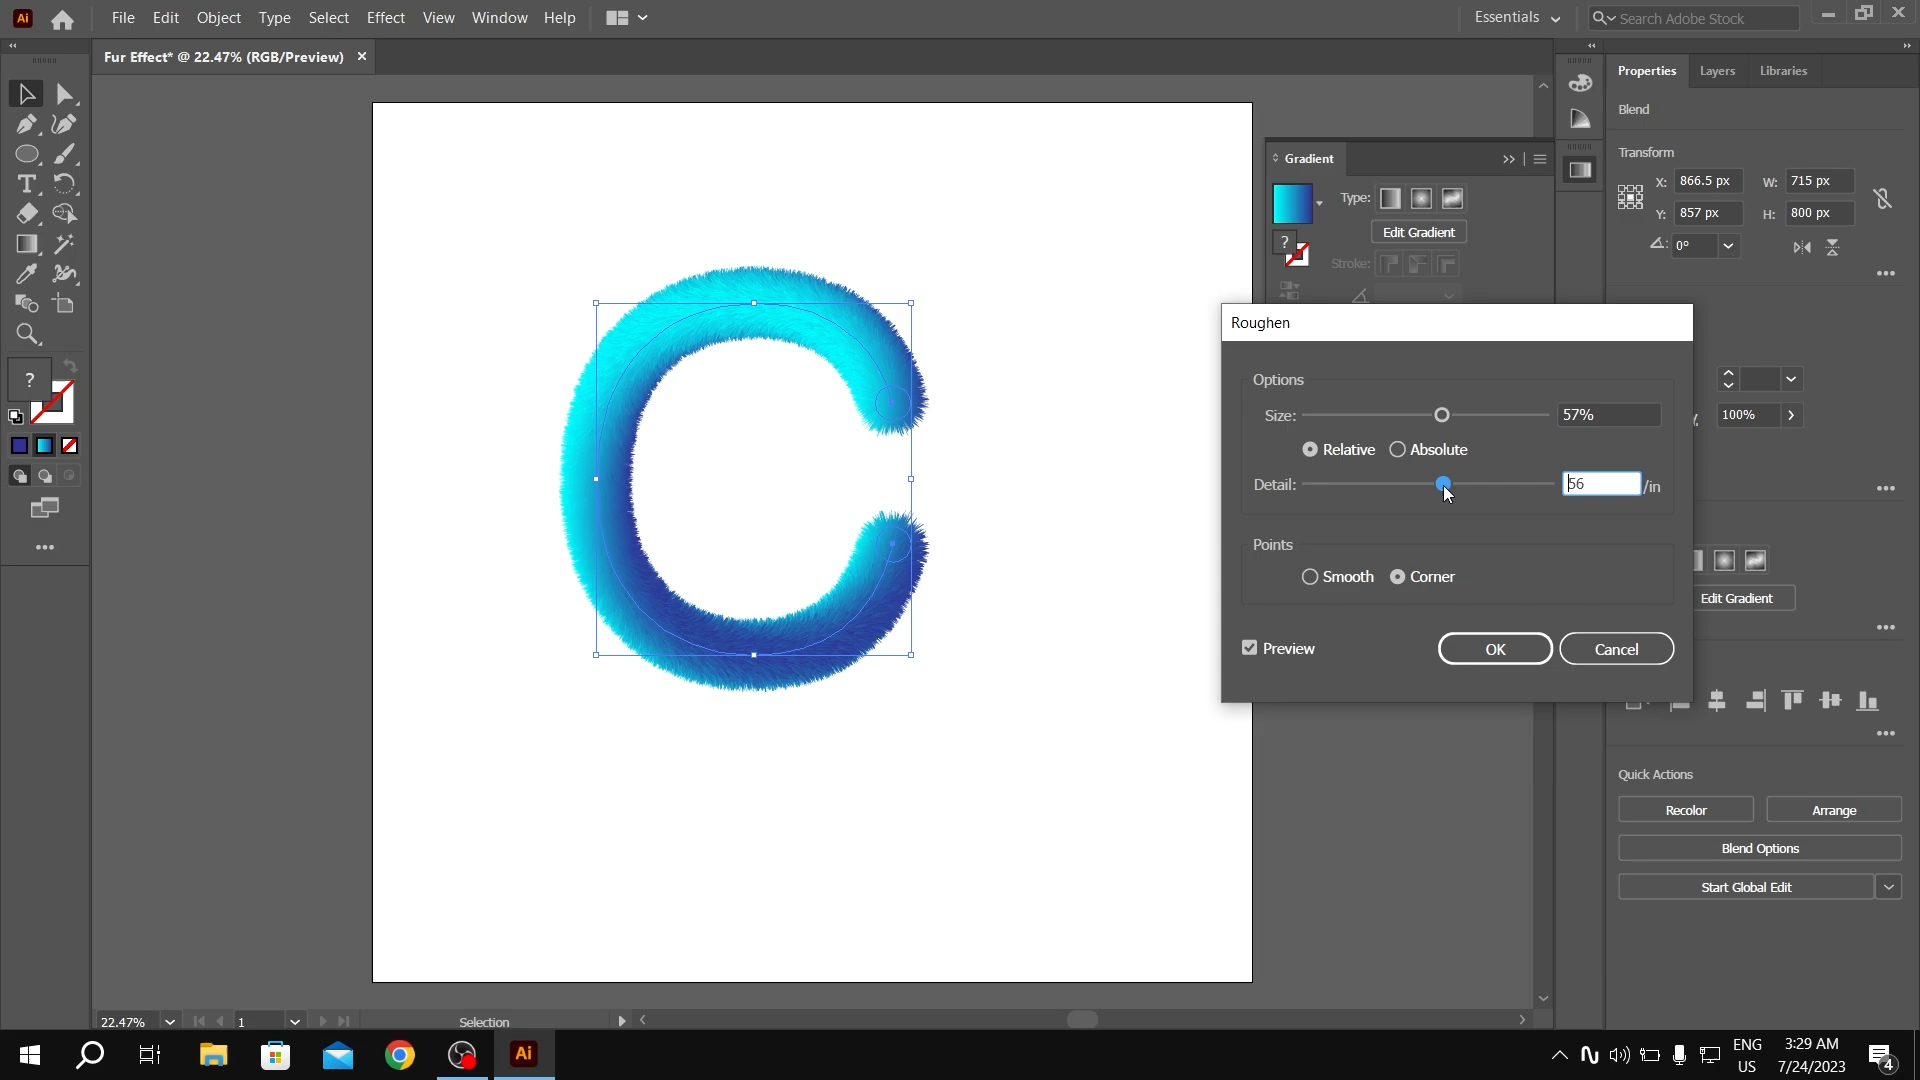 Ai File Edit Object Type Select Effect View Window Help Essentials Search Adobe Stock
Fur Effect* @ 22.47% (RGB/Preview)
Properties Layers Libraries
Blend
Transform
X: 866.5 px W: 715 px
Y: 857 px H: 800 px
0°
Gradient
Type:
Edit Gradient
?
Stroke:
Roughen
Options
Size: 57%
Relative Absolute
Detail: 56 /in
Points
Smooth Corner
Preview OK Cancel
?
100%
Edit Gradient
Quick Actions
Recolor Arrange
Blend Options
Start Global Edit
22.47% 1 Selection
Ai
ENG
US
3:29 AM
7/24/2023
4